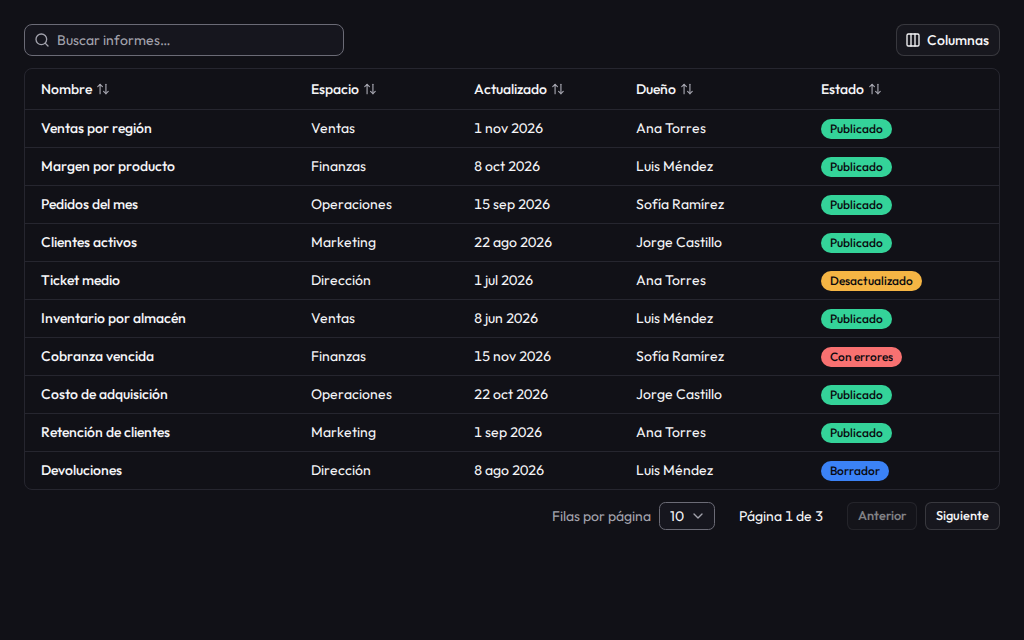 Buscar informes...
Columnas
Nombre Espacio Actualizado Dueño Estado
Ventas por región Ventas 1 nov 2026 Ana Torres Publicado
Margen por producto Finanzas 8 oct 2026 Luis Méndez Publicado
Pedidos del mes Operaciones 15 sep 2026 Sofía Ramírez Publicado
Clientes activos Marketing 22 ago 2026 Jorge Castillo Publicado
Ticket medio Dirección 1 jul 2026 Ana Torres Desactualizado
Inventario por almacén Ventas 8 jun 2026 Luis Méndez Publicado
Cobranza vencida Finanzas 15 nov 2026 Sofía Ramírez Con errores
Costo de adquisición Operaciones 22 oct 2026 Jorge Castillo Publicado
Retención de clientes Marketing 1 sep 2026 Ana Torres Publicado
Devoluciones Dirección 8 ago 2026 Luis Méndez Borrador
Filas por página 10 Página 1 de 3 Anterior Siguiente